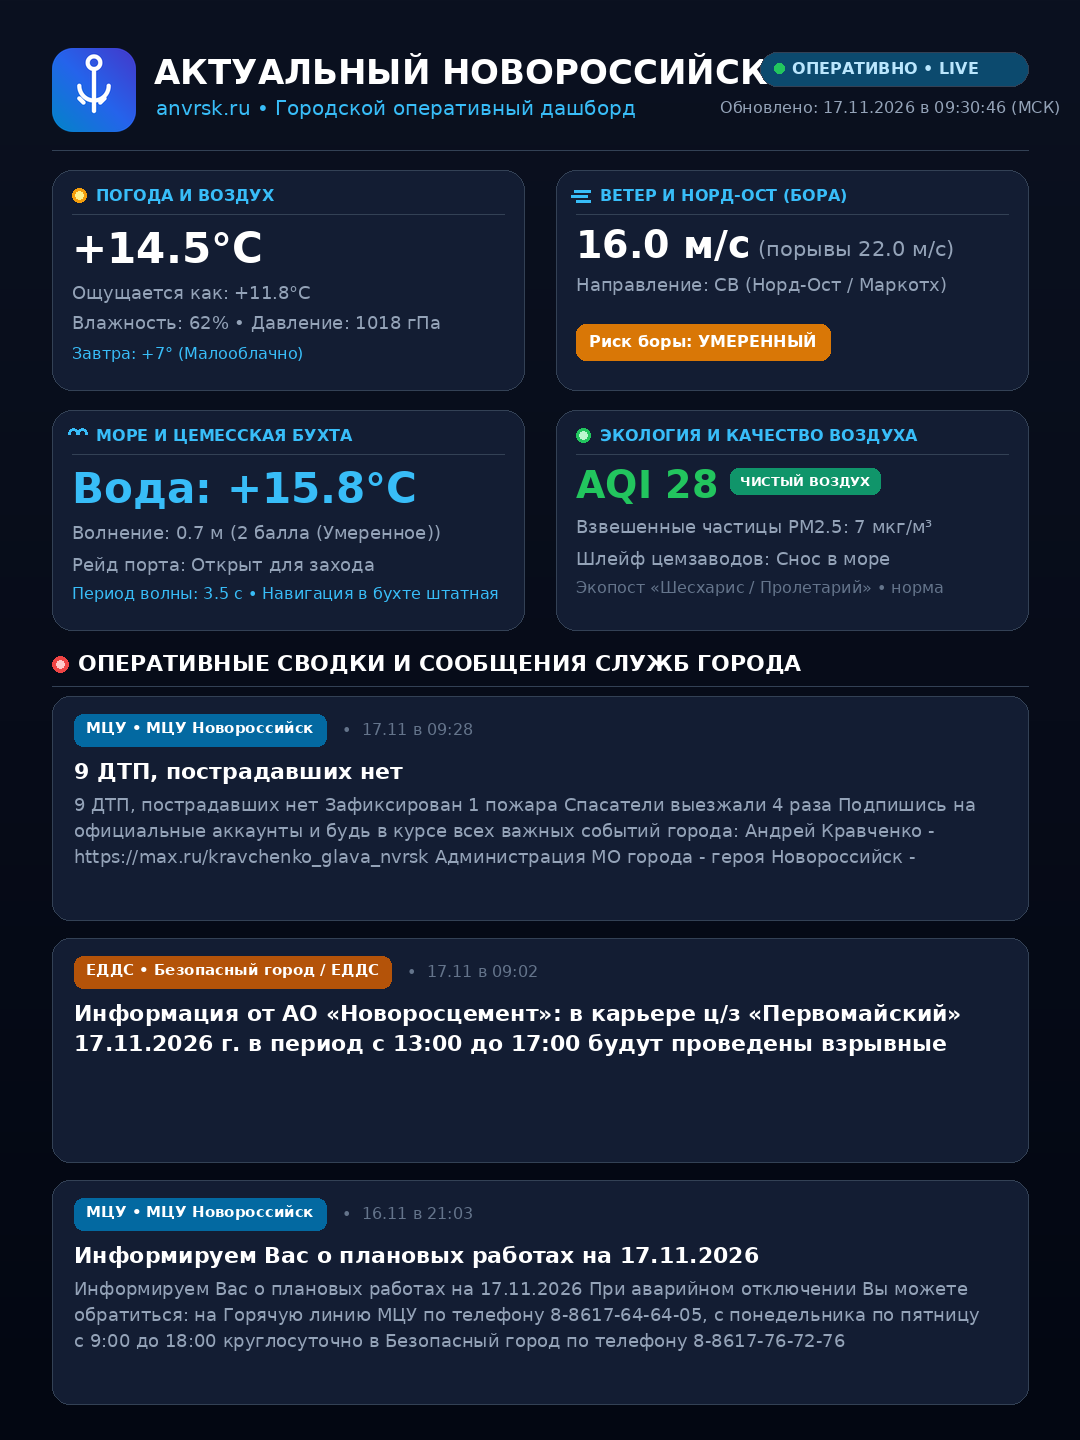 АКТУАЛЬНЫЙ НОВОРОССИЙСК
ОПЕРАТИВНО • LIVE
anvrsk.ru • Городской оперативный дашборд
Обновлено: 17.11.2026 в 09:30:46 (МСК)
ПОГОДА И ВОЗДУХ
+14.5°C
Ощущается как: +11.8°C
Влажность: 62% • Давление: 1018 гПа
Завтра: +7° (Малооблачно)
ВЕТЕР И НОРД-ОСТ (БОРА)
16.0 м/с (порывы 22.0 м/с)
Направление: СВ (Норд-Ост / Маркотх)
Риск боры: УМЕРЕННЫЙ
МОРЕ И ЦЕМЕССКАЯ БУХТА
Вода: +15.8°C
Волнение: 0.7 м (2 балла (Умеренное))
Рейд порта: Открыт для захода
Период волны: 3.5 с • Навигация в бухте штатная
ЭКОЛОГИЯ И КАЧЕСТВО ВОЗДУХА
AQI 28 ЧИСТЫЙ ВОЗДУХ
Взвешенные частицы PM2.5: 7 мкг/м³
Шлейф цемзаводов: Снос в море
Экопост «Шесхарис / Пролетарий» • норма
ОПЕРАТИВНЫЕ СВОДКИ И СООБЩЕНИЯ СЛУЖБ ГОРОДА
МЦУ • МЦУ Новороссийск • 17.11 в 09:28
9 ДТП, пострадавших нет
9 ДТП, пострадавших нет Зафиксирован 1 пожара Спасатели выезжали 4 раза Подпишись на
официальные аккаунты и будь в курсе всех важных событий города: Андрей Кравченко -
https://max.ru/kravchenko_glava_nvrsk Администрация МО города - героя Новороссийск -
ЕДДС • Безопасный город / ЕДДС • 17.11 в 09:02
Информация от АО «Новоросцемент»: в карьере ц/з «Первомайский»
17.11.2026 г. в период с 13:00 до 17:00 будут проведены взрывные
МЦУ • МЦУ Новороссийск • 16.11 в 21:03
Информируем Вас о плановых работах на 17.11.2026
Информируем Вас о плановых работах на 17.11.2026 При аварийном отключении Вы можете
обратиться: на Горячую линию МЦУ по телефону 8-8617-64-64-05, с понедельника по пятницу
с 9:00 до 18:00 круглосуточно в Безопасный город по телефону 8-8617-76-72-76